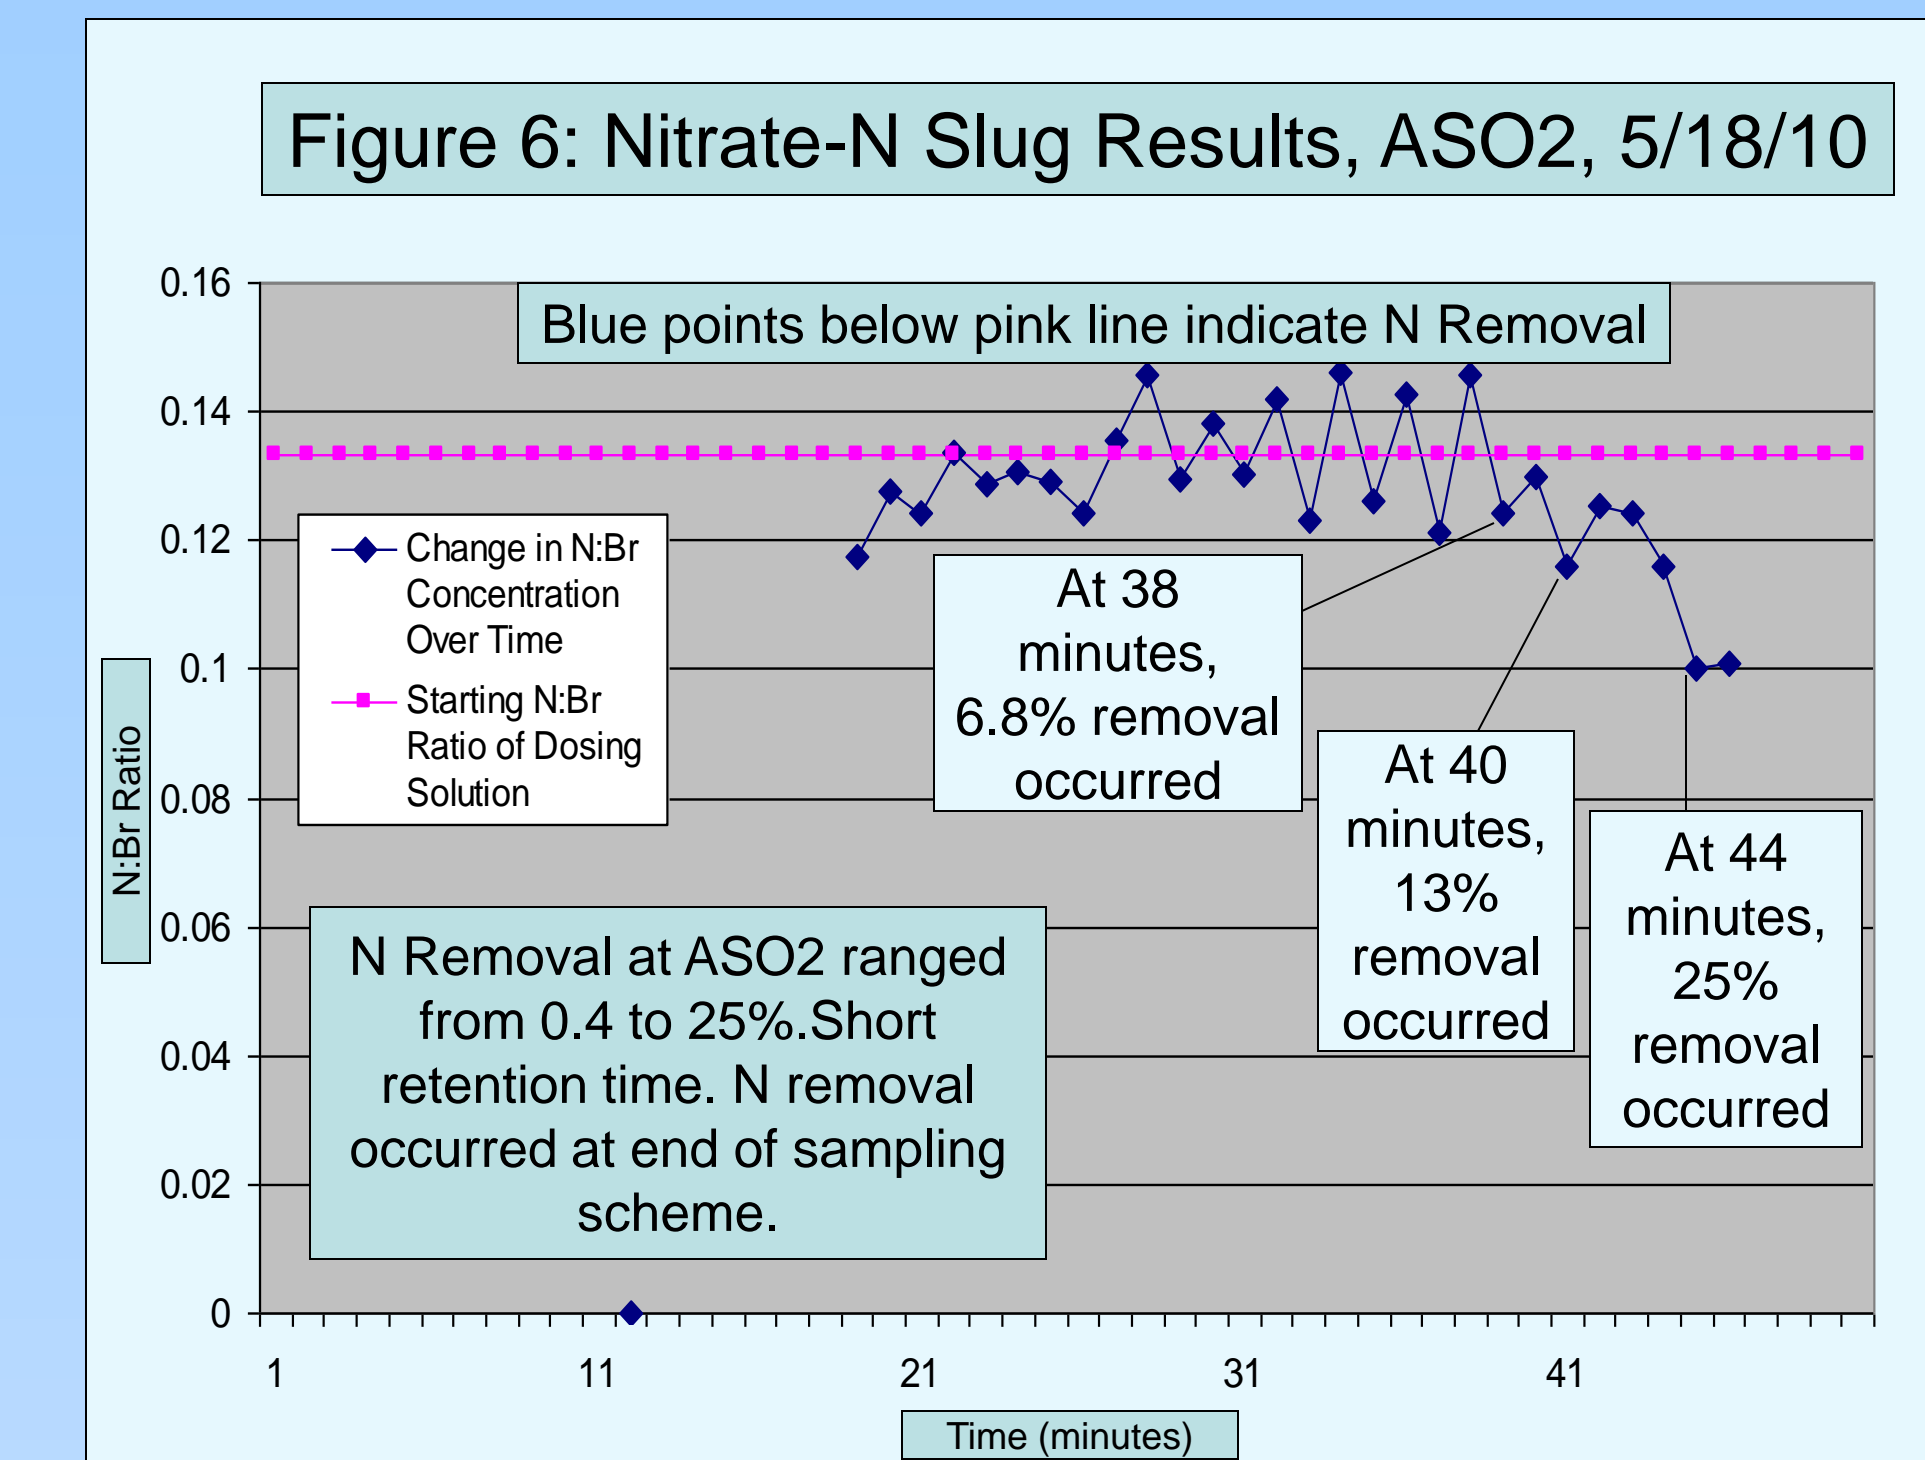 Figure 6: Nitrate-N Slug Results, ASO2, 5/18/10
Blue points below pink line indicate N Removal
0.16
0.14
0.12
0.1
0.08
0.06
0.04
0.02
0
N:Br Ratio
Change in N:Br
Concentration
Over Time
Starting N:Br
Ratio of Dosing
Solution
At 38
minutes,
6.8% removal
occurred
At 40
minutes,
13%
removal
occurred
At 44
minutes,
25%
removal
occurred
N Removal at ASO2 ranged
from 0.4 to 25%.Short
retention time. N removal
occurred at end of sampling
scheme.
1 11 21 31 41
Time (minutes)